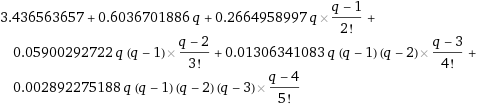 3.436563657 + 0.6036701886 q + 0.2664958997 q × (q − 1)/2! +
0.05900292722 q (q − 1) × (q − 2)/3! + 0.01306341083 q (q − 1) (q − 2) × (q − 3)/4! +
0.002892275188 q (q − 1) (q − 2) (q − 3) × (q − 4)/5!